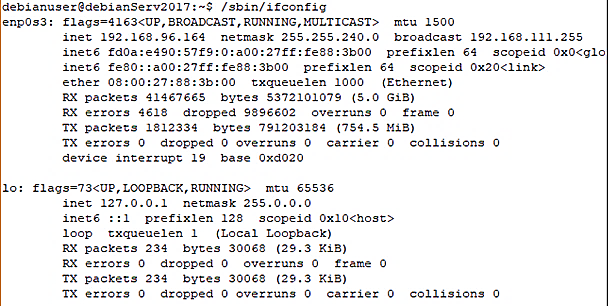 debianuser@debianServ2017:~$ /sbin/ifconfig
enp0s3: flags=4163<UP,BROADCAST,RUNNING,MULTICAST>  mtu 1500
        inet 192.168.96.164  netmask 255.255.240.0  broadcast 192.168.111.255
        inet6 fd0a:e490:57f9:0:a00:27ff:fe88:3b00  prefixlen 64  scopeid 0x0<glo
        inet6 fe80::a00:27ff:fe88:3b00  prefixlen 64  scopeid 0x20<link>
        ether 08:00:27:88:3b:00  txqueuelen 1000  (Ethernet)
        RX packets 41467665  bytes 5372101079 (5.0 GiB)
        RX errors 4618  dropped 9896602  overruns 0  frame 0
        TX packets 1812334  bytes 791203184 (754.5 MiB)
        TX errors 0  dropped 0 overruns 0  carrier 0  collisions 0
        device interrupt 19  base 0xd020

lo: flags=73<UP,LOOPBACK,RUNNING>  mtu 65536
        inet 127.0.0.1  netmask 255.0.0.0
        inet6 ::1  prefixlen 128  scopeid 0x10<host>
        loop  txqueuelen 1  (Local Loopback)
        RX packets 234  bytes 30068 (29.3 KiB)
        RX errors 0  dropped 0  overruns 0  frame 0
        TX packets 234  bytes 30068 (29.3 KiB)
        TX errors 0  dropped 0 overruns 0  carrier 0  collisions 0